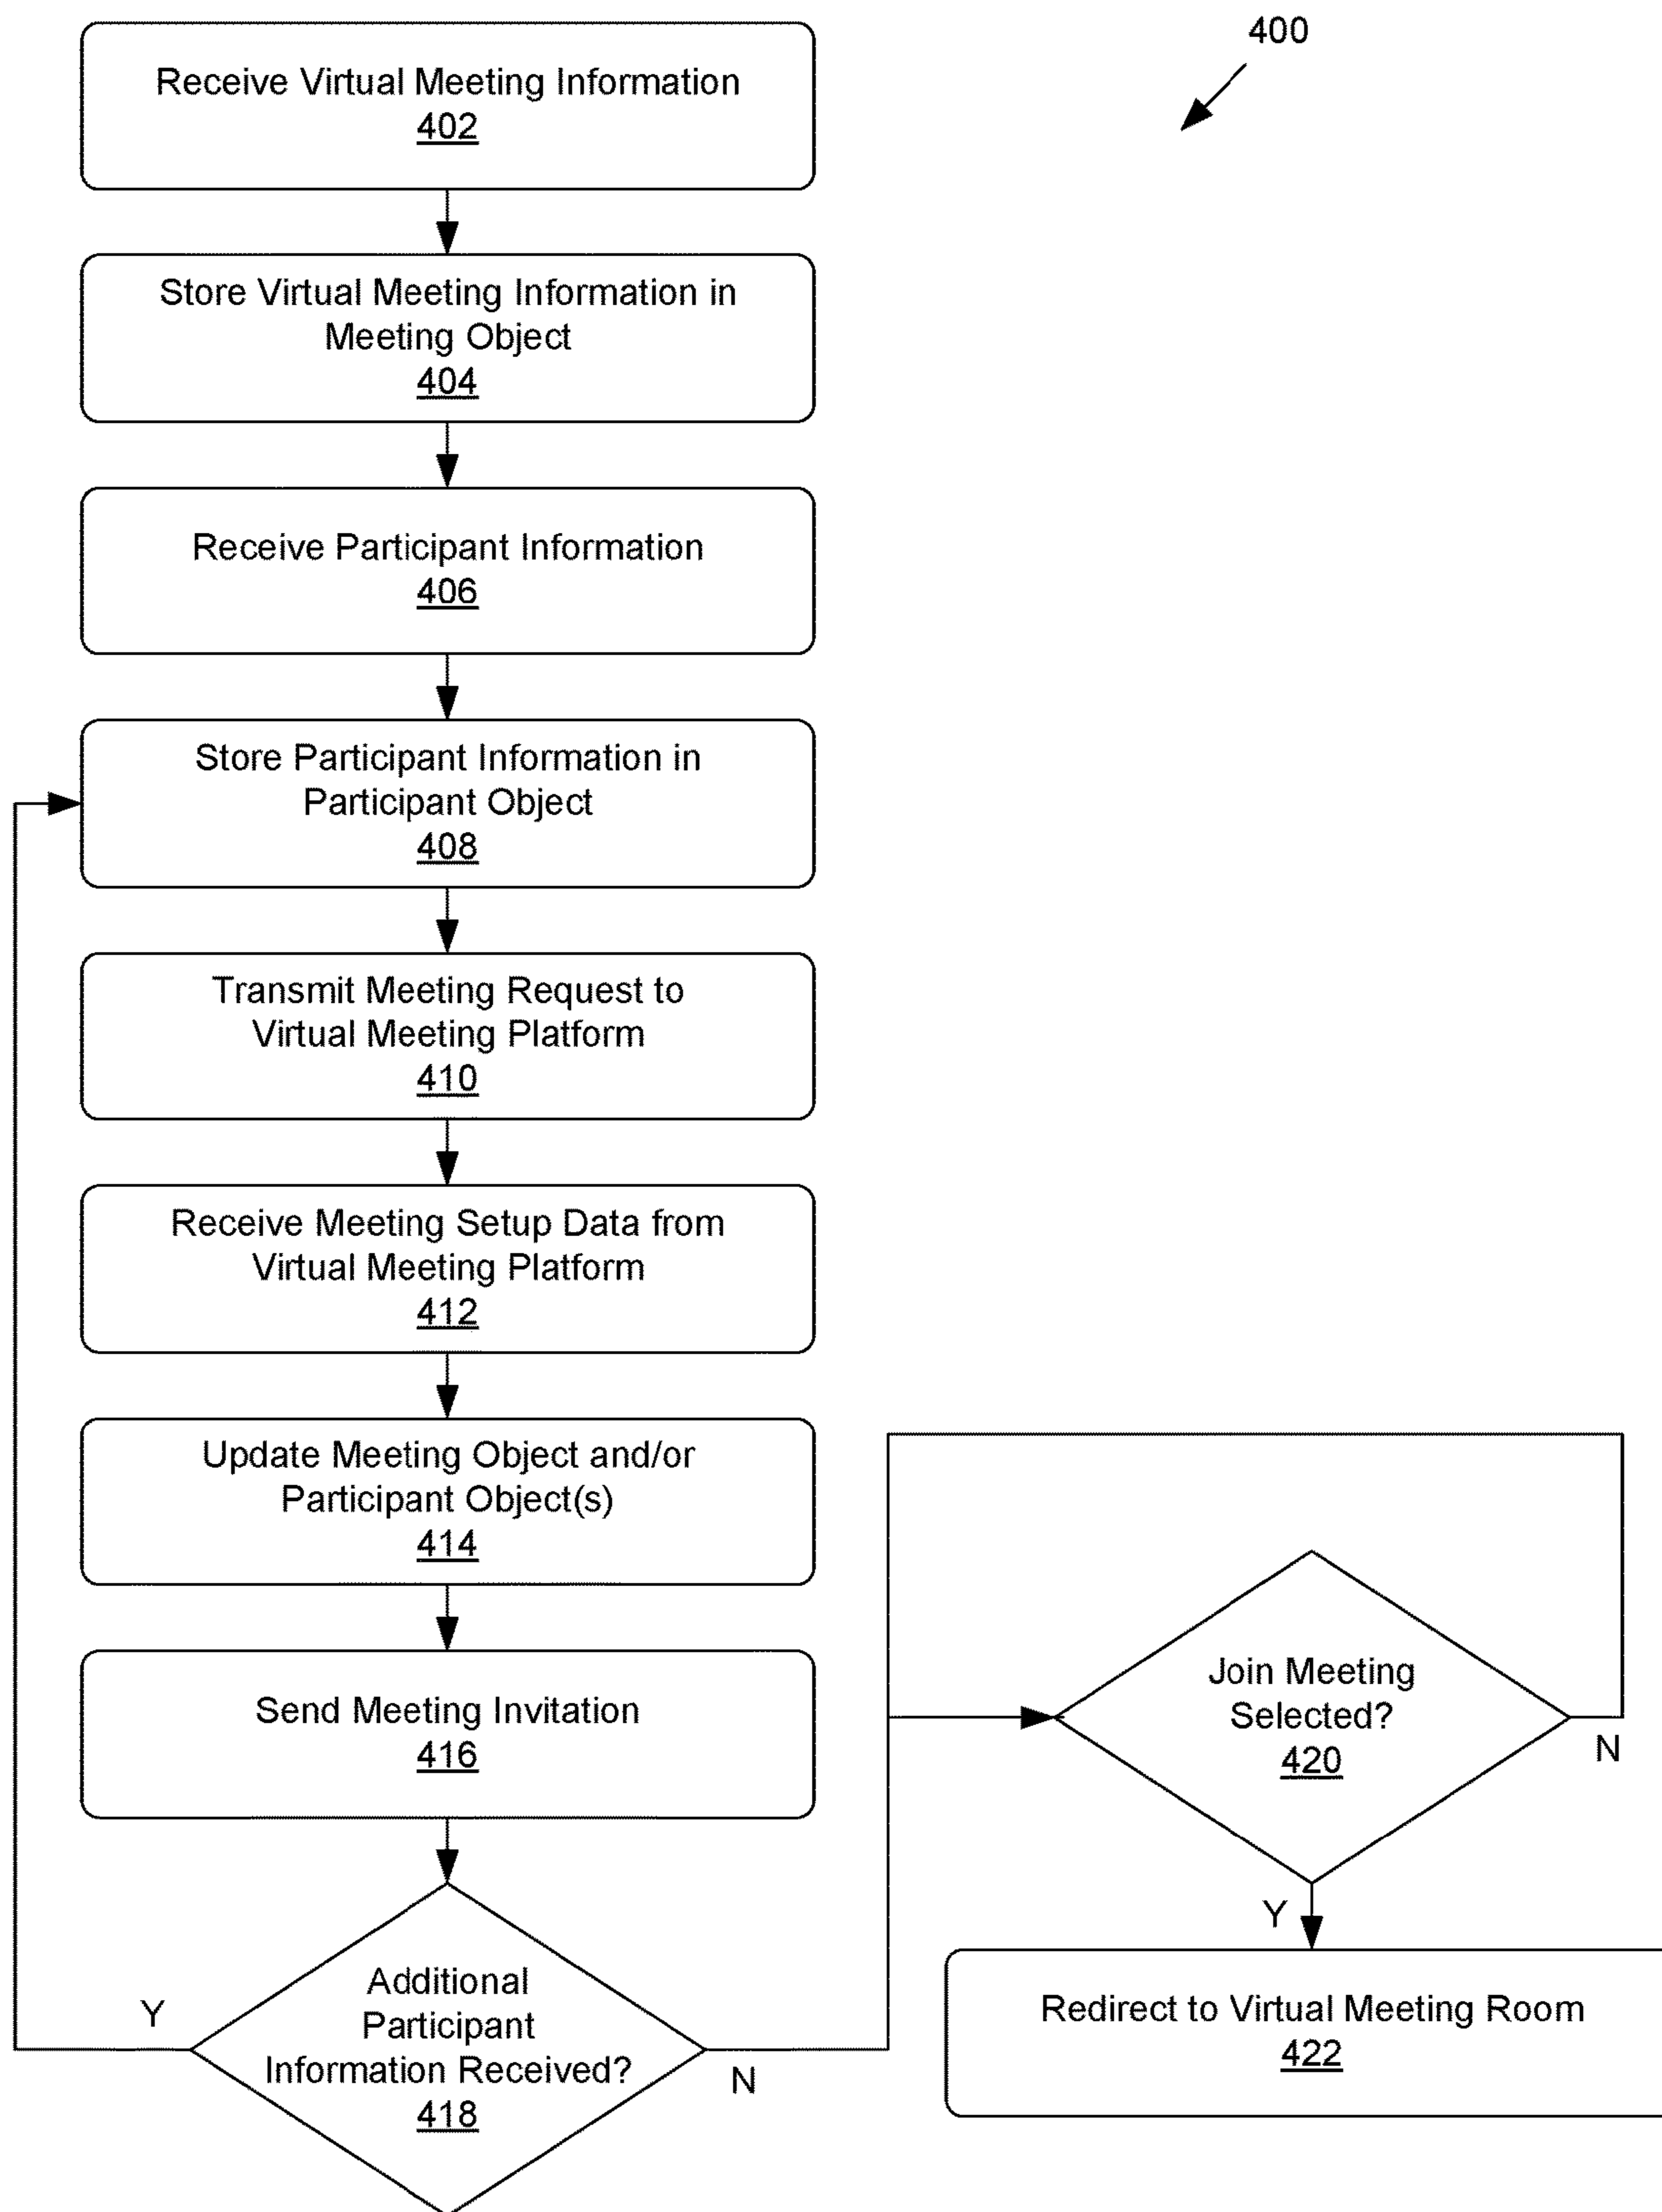 400
Receive Virtual Meeting Information
402
Store Virtual Meeting Information in
Meeting Object
404
Receive Participant Information
406
Store Participant Information in
Participant Object
408
Transmit Meeting Request to
Virtual Meeting Platform
410
Receive Meeting Setup Data from
Virtual Meeting Platform
412
Update Meeting Object and/or
Participant Object(s)
414
Send Meeting Invitation
416
Additional
Participant
Information Received?
418
Y
N
Join Meeting
Selected?
420
N
Y
Redirect to Virtual Meeting Room
422